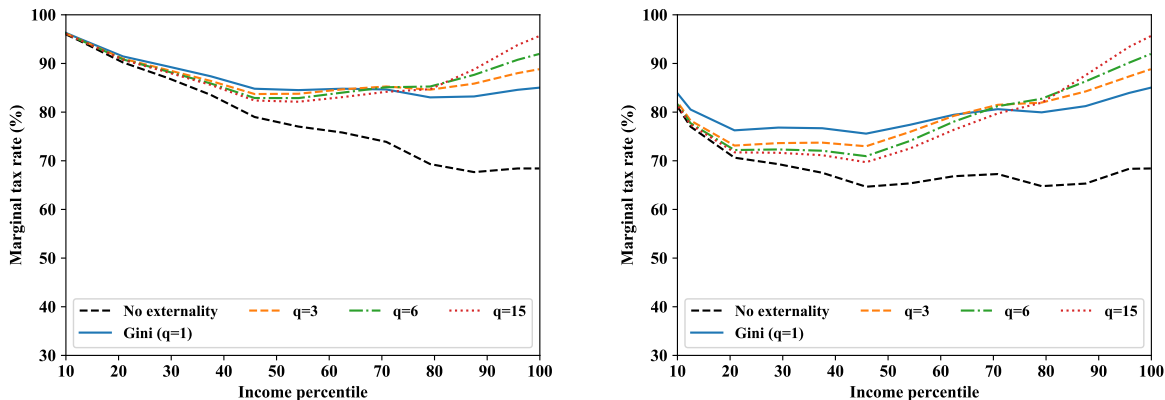 100
90
80
70
60
50
40
30
Marginal tax rate (%)
No externality
Gini (q=1)
q=3
q=6
q=15
10 20 30 40 50 60 70 80 90 100
Income percentile
100
90
80
70
60
50
40
30
Marginal tax rate (%)
No externality
Gini (q=1)
q=3
q=6
q=15
10 20 30 40 50 60 70 80 90 100
Income percentile